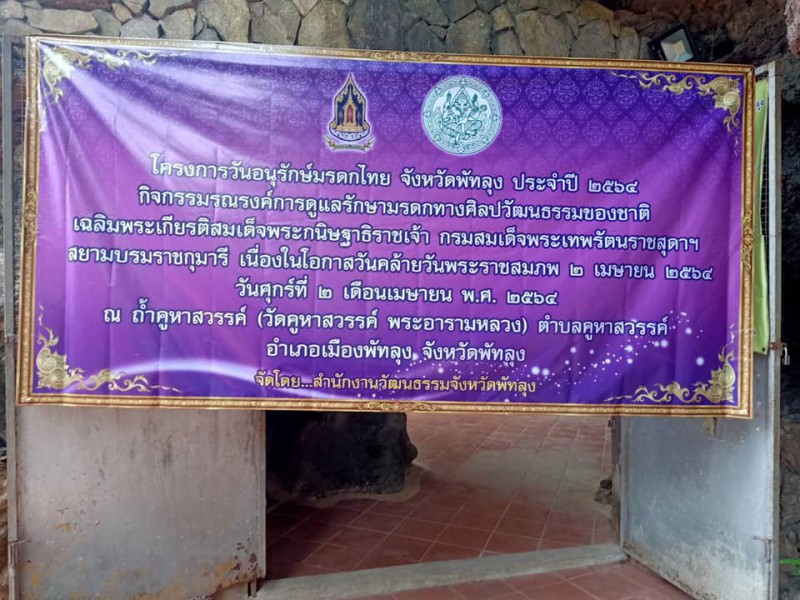 โครงการวันอนุรักษ์มรดกไทย จังหวัดพัทลุง ประจำปี ๒๕๖๔
กิจกรรมรณรงค์การดูแลรักษามรดกทางศิลปวัฒนธรรมของชาติ
เฉลิมพระเกียรติสมเด็จพระกนิษฐาธิราชเจ้า กรมสมเด็จพระเทพรัตนราชสุดาฯ
สยามบรมราชกุมารี เนื่องในโอกาสวันคล้ายวันพระราชสมภพ ๒ เมษายน ๒๕๖๔
วันศุกร์ที่ ๒ เดือนเมษายน พ.ศ. ๒๕๖๔
ณ ถ้ำคูหาสวรรค์ (วัดคูหาสวรรค์ พระอารามหลวง) ตำบลคูหาสวรรค์
อำเภอเมืองพัทลุง จังหวัดพัทลุง
จัดโดย...สำนักงานวัฒนธรรมจังหวัดพัทลุง